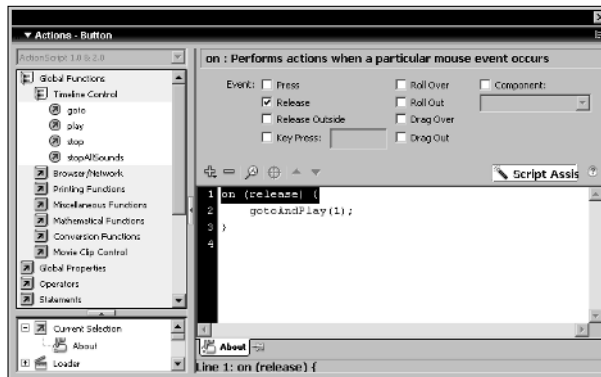 Actions - Button
ActionScript 1.0 & 2.0
Global Functions
Timeline Control
goto
play
stop
stopAllSounds
Browser/Network
Printing Functions
Miscellaneous Functions
Mathematical Functions
Conversion Functions
Movie Clip Control
Global Properties
Operators
Statements
Current Selection
About
Loader
on : Performs actions when a particular mouse event occurs
Event:
Press
Roll Over
Component:
Release
Roll Out
Release Outside
Drag Over
Key Press:
Drag Out
Script Assis
1 on (release) {
2 gotoAndPlay(1);
3 }
4
About
Line 1: on (release) {